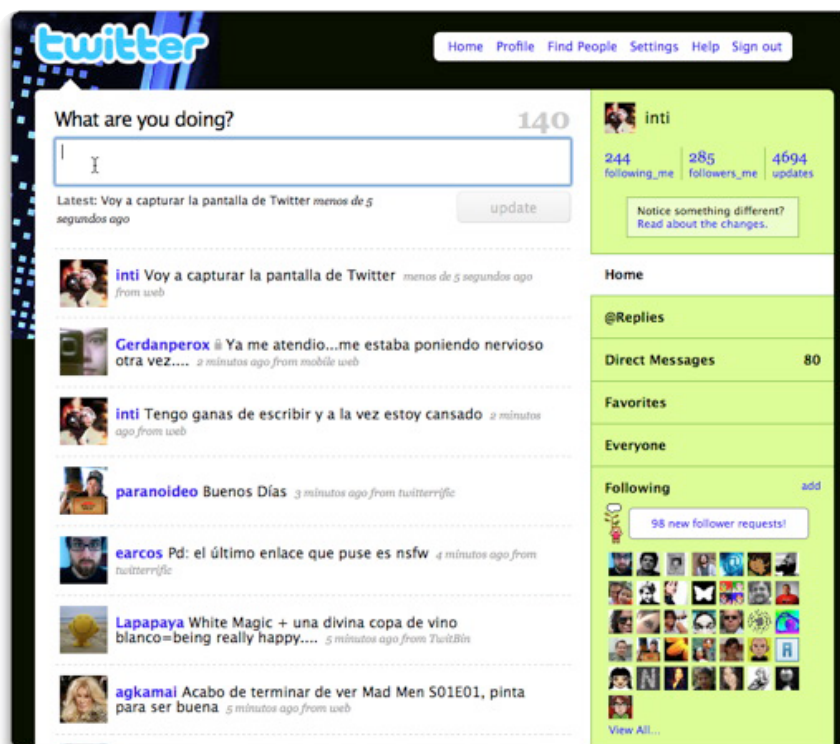 twitter
Home Profile Find People Settings Help Sign out
What are you doing?
140
Latest: Voy a capturar la pantalla de Twitter menos de 5
segundos ago
update
inti Voy a capturar la pantalla de Twitter menos de 5 segundos ago
from web
Gerdanperox Ya me atendio...me estaba poniendo nervioso
otra vez.... 2 minutos ago from mobile web
inti Tengo ganas de escribir y a la vez estoy cansado 2 minutos
ago from web
paranoideo Buenos Días 3 minutos ago from twitterrific
earcos Pd: el último enlace que puse es nsfw 4 minutos ago from
twitterrific
Lapapaya White Magic + una divina copa de vino
blanco=being really happy.... 5 minutos ago from TwitBin
agkamai Acabo de terminar de ver Mad Men S01E01, pinta
para ser buena 5 minutos ago from web
inti
244 285 4694
following_me followers_me updates
Notice something different?
Read about the changes.
Home
@Replies
Direct Messages 80
Favorites
Everyone
Following add
98 new follower requests!
View All...